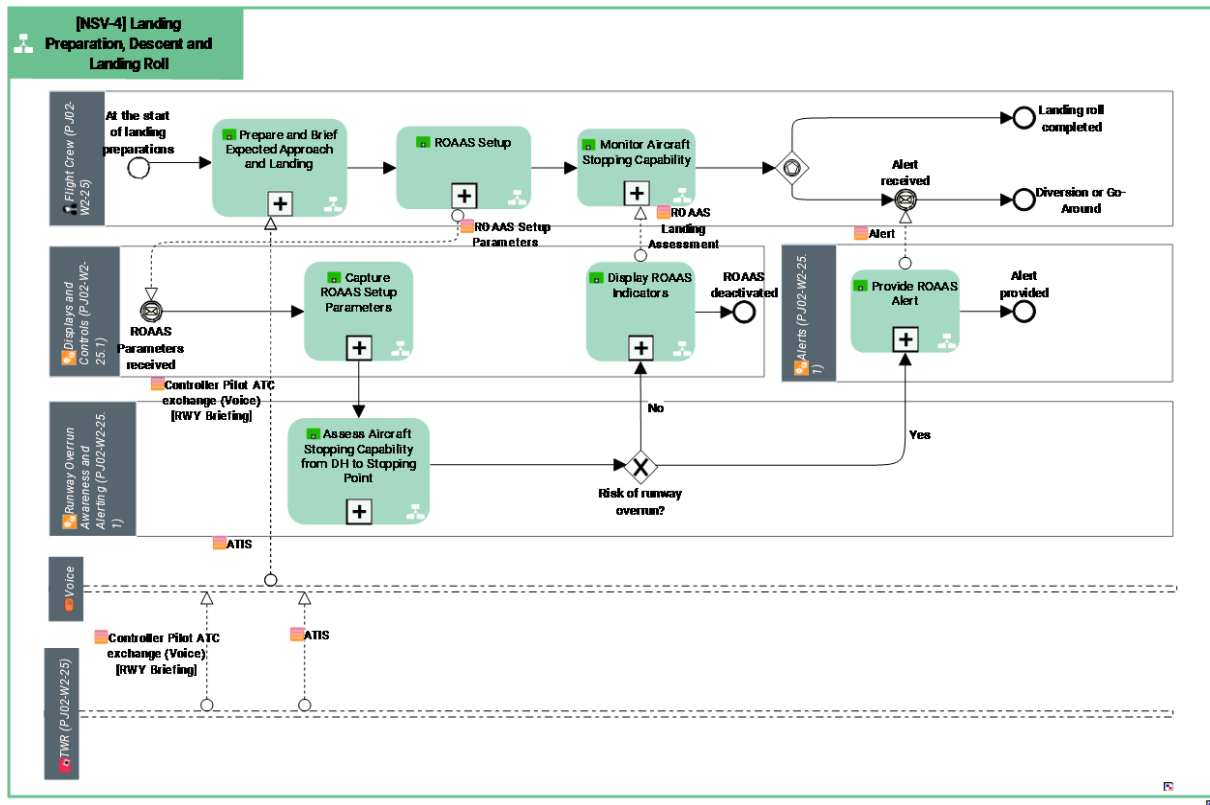 [NSV-4] Landing
Preparation, Descent and
Landing Roll
Flight Crew (PJ02-
W2-25)
At the start
of landing
preparations
Prepare and Brief
Expected Approach
and Landing
ROAAS Setup
Monitor Aircraft
Stopping Capability
Landing roll
completed
Alert
received
Diversion or Go-
Around
ROAAS Setup
Parameters
ROAAS
Landing
Assessment
Alert
Displays and
Controls (PJ02-W2-
25.1)
ROAAS
Parameters
received
Capture
ROAAS Setup
Parameters
Display ROAAS
Indicators
ROAAS
deactivated
Alerts (PJ02-W2-25.
1)
Provide ROAAS
Alert
Alert
provided
Controller Pilot ATC
exchange (Voice)
[RWY Briefing]
No
Yes
Runway Overrun
Awareness and
Alerting (PJ02-W2-25.
1)
Assess Aircraft
Stopping Capability
from DH to Stopping
Point
Risk of runway
overrun?
ATIS
Voice
Controller Pilot ATC
exchange (Voice)
[RWY Briefing]
ATIS
TWR (PJ02-W2-25)